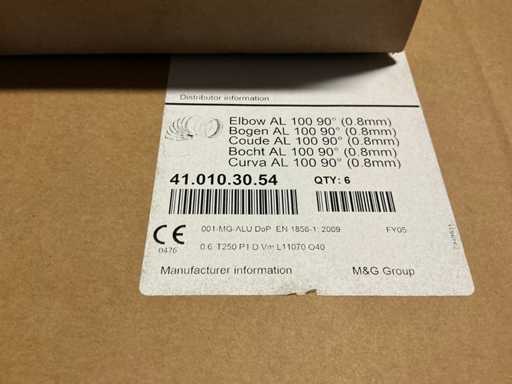 Distributor information
Elbow AL 100 90° (0.8mm)
Bogen AL 100 90° (0.8mm)
Coude AL 100 90° (0.8mm)
Bocht AL 100 90° (0.8mm)
Curva AL 100 90° (0.8mm)
41.010.30.54 QTY: 6
CE 001-MG-ALU DoP EN 1856-1: 2009 FY05
0476 0.6 T250 P1 D Vm L11070 O40
Manufacturer information M&G Group